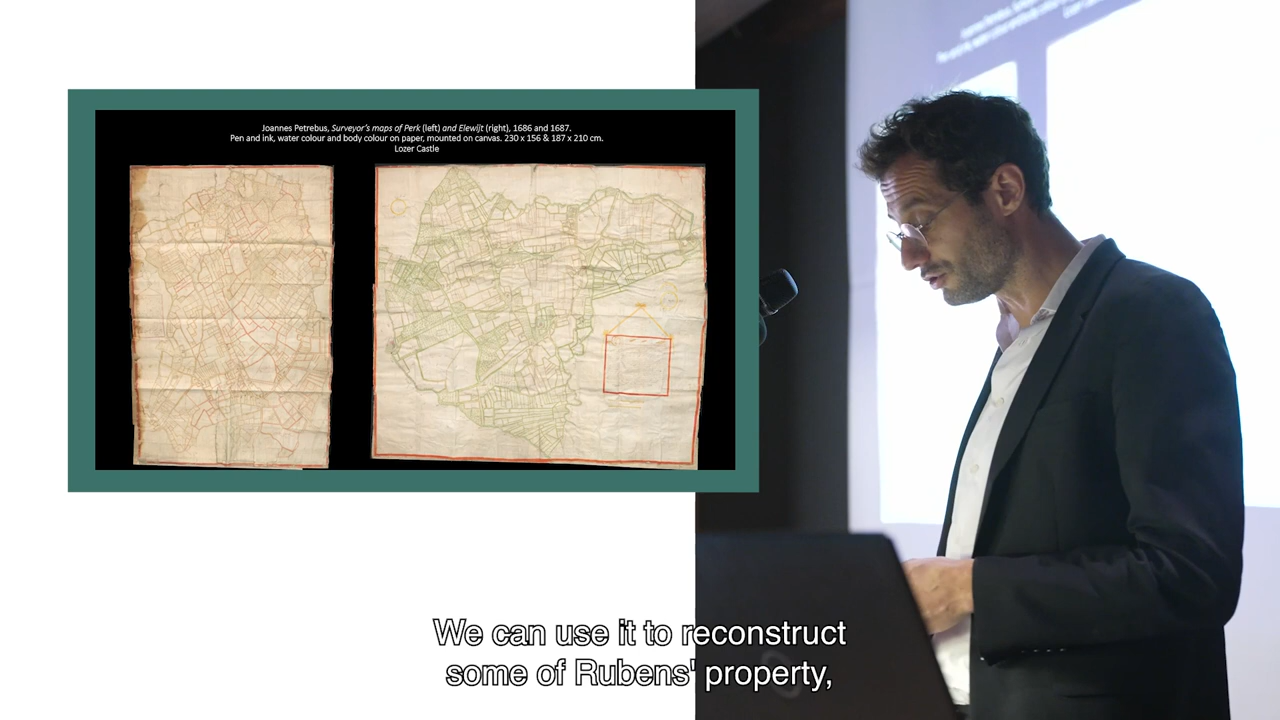 Joannes Petrebus, Surveyor's maps of Perk (left) and Elewijt (right), 1686 and 1687.
Pen and ink, water colour and body colour on paper, mounted on canvas. 230 x 156 & 187 x 210 cm.
Lozer Castle
We can use it to reconstruct
some of Rubens' property,